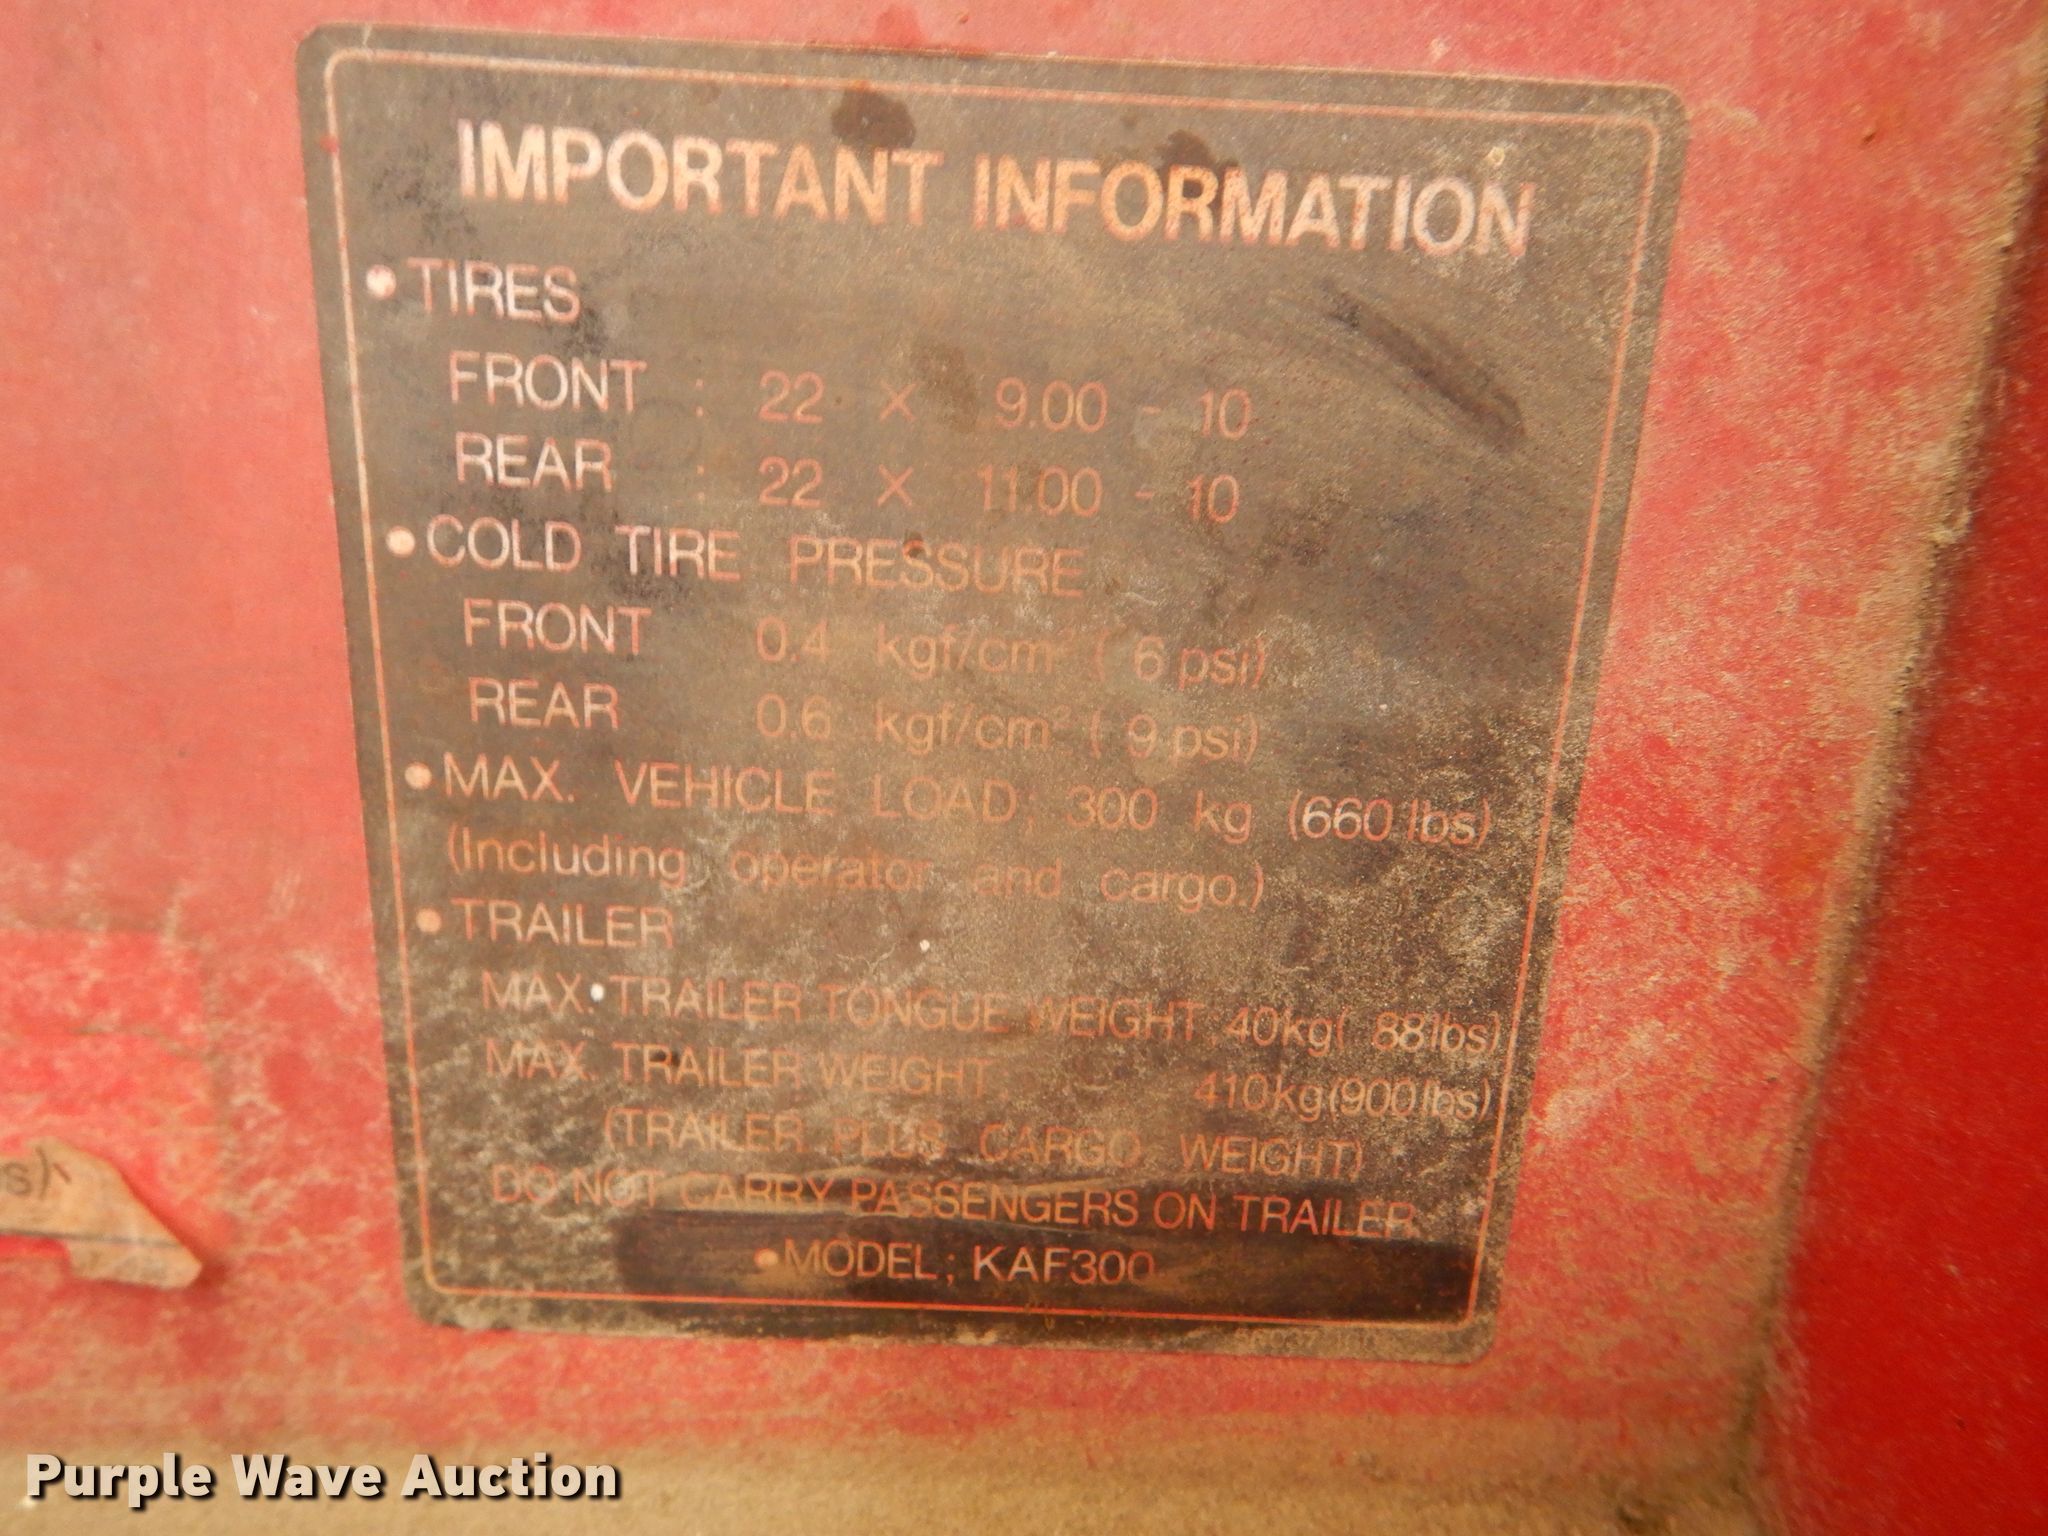 IMPORTANT INFORMATION
• TIRES
FRONT : 22 X 9.00 - 10
REAR : 22 X 11.00 - 10
• COLD TIRE PRESSURE
FRONT 0.4 kgf/cm² ( 6 psi)
REAR 0.6 kgf/cm² ( 9 psi)
• MAX. VEHICLE LOAD; 300 kg (660 lbs)
(Including operator and cargo.)
• TRAILER
MAX. TRAILER TONGUE WEIGHT; 40kg( 88lbs)
MAX. TRAILER WEIGHT; 410kg(900lbs)
(TRAILER PLUS CARGO WEIGHT)
DO NOT CARRY PASSENGERS ON TRAILER
• MODEL; KAF300
Purple Wave Auction